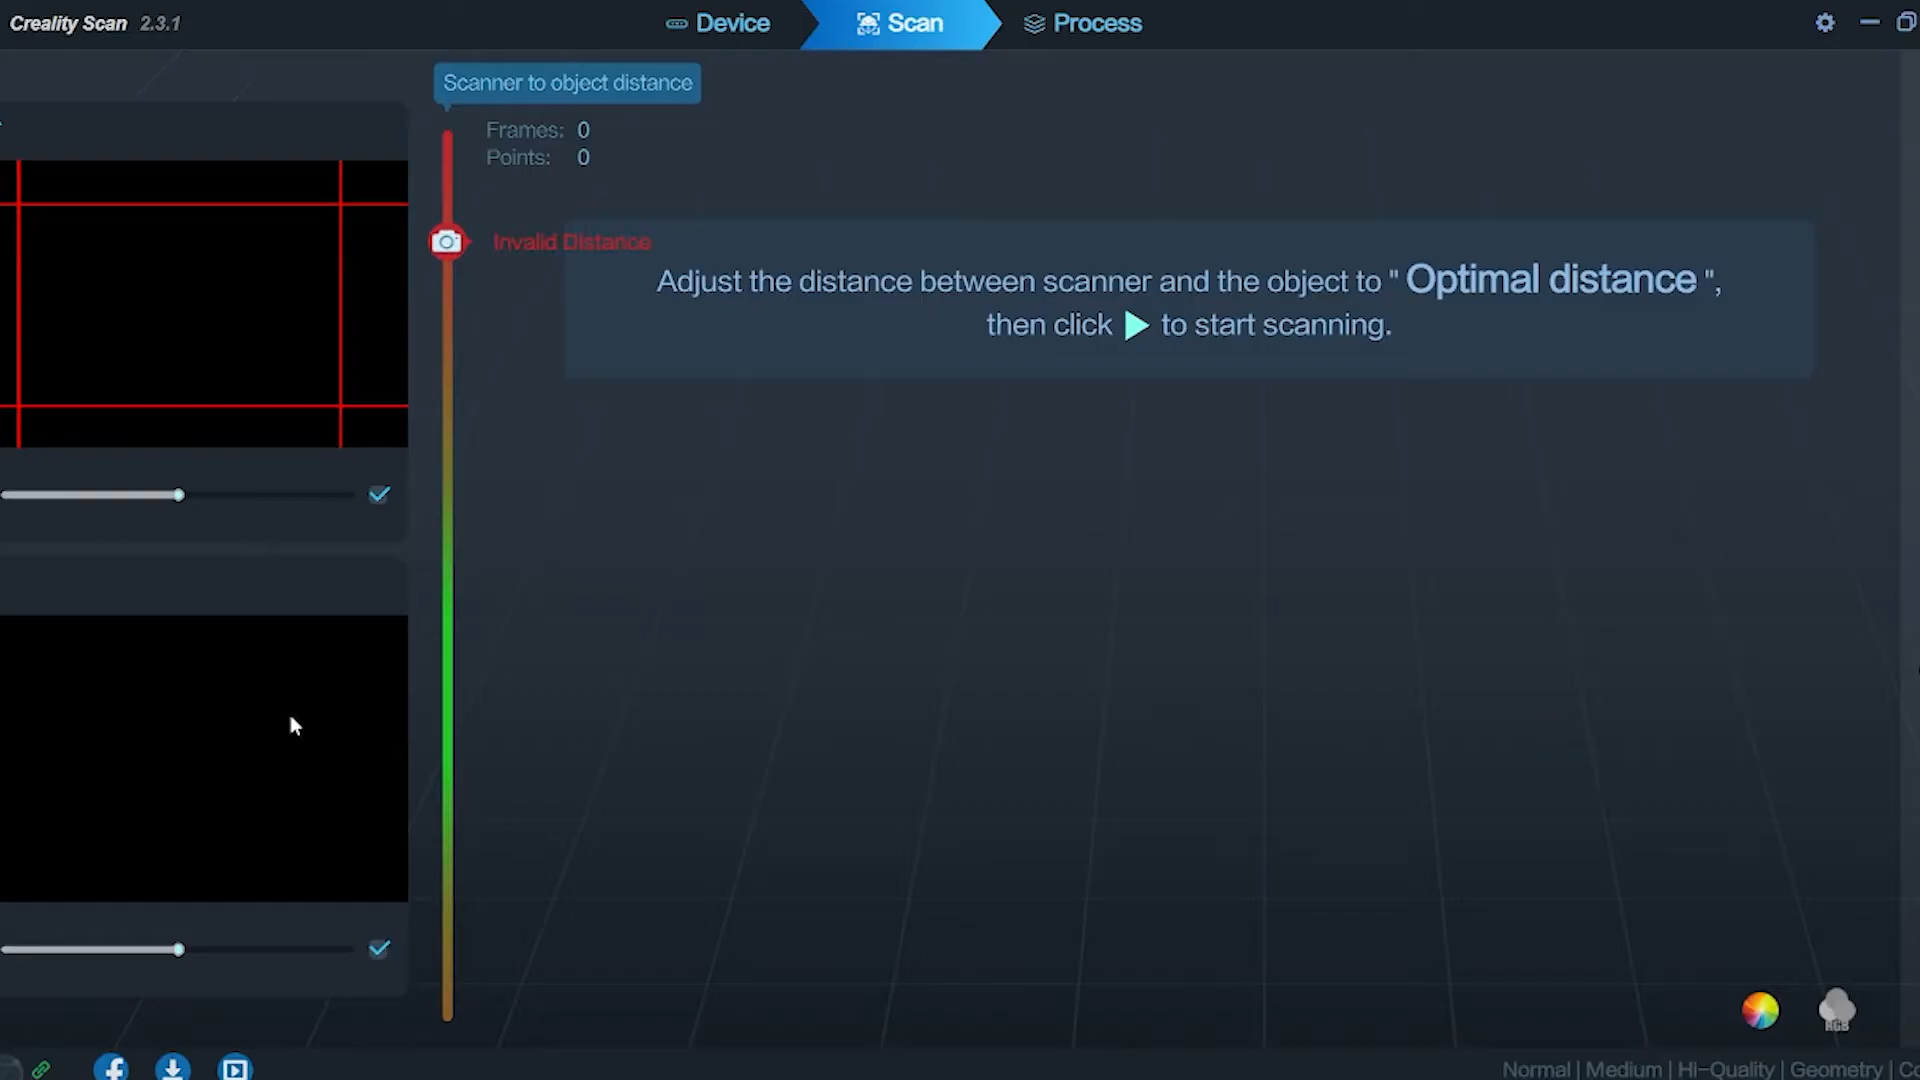 Creality Scan 2.3.1
Device
Scan
Process
Scanner to object distance
Frames: 0
Points: 0
Invalid Distance
Adjust the distance between scanner and the object to " Optimal distance ",
then click to start scanning.
RGB
Normal | Medium | Hi-Quality | Geometry | Co